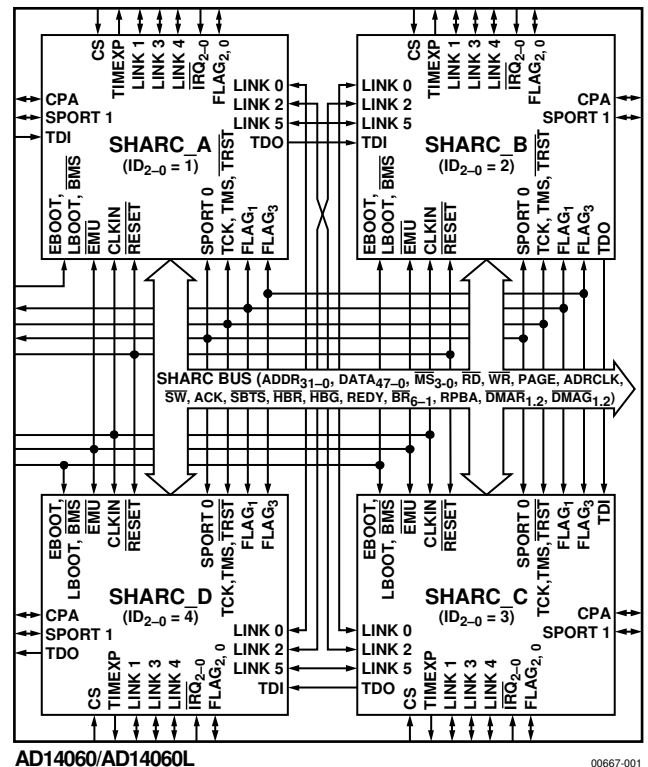 CS TIMEXP LINK 1 LINK 3 LINK 4 IRQ2–0 FLAG2, 0
CPA
SPORT 1
TDI
LINK 0
LINK 2
LINK 5
TDO
SHARC_A
(ID2–0 = 1)
EBOOT, LBOOT, BMS EMU CLKIN RESET SPORT 0 TCK, TMS, TRST FLAG1 FLAG3
CS TIMEXP LINK 1 LINK 3 LINK 4 IRQ2–0 FLAG2, 0
LINK 0
LINK 2
LINK 5
TDI
CPA
SPORT 1
SHARC_B
(ID2–0 = 2)
EBOOT, LBOOT, BMS EMU CLKIN RESET SPORT 0 TCK, TMS, TRST FLAG1 FLAG3 TDO
SHARC BUS (ADDR31–0, DATA47–0, MS3-0, RD, WR, PAGE, ADRCLK,
SW, ACK, SBTS, HBR, HBG, REDY, BR6–1, RPBA, DMAR1.2, DMAG1.2)
EBOOT, LBOOT, BMS EMU CLKIN RESET SPORT 0 TCK,TMS,TRST FLAG1 FLAG3
SHARC_D
(ID2–0 = 4)
CPA
SPORT 1
TDO
LINK 0
LINK 2
LINK 5
TDI
CS TIMEXP LINK 1 LINK 3 LINK 4 IRQ2–0 FLAG2, 0
EBOOT, LBOOT, BMS EMU CLKIN RESET SPORT 0 TCK,TMS,TRST FLAG1 FLAG3 TDI
SHARC_C
(ID2–0 = 3)
CPA
SPORT 1
LINK 0
LINK 2
LINK 5
TDO
CS TIMEXP LINK 1 LINK 3 LINK 4 IRQ2–0 FLAG2, 0
AD14060/AD14060L
00667-001